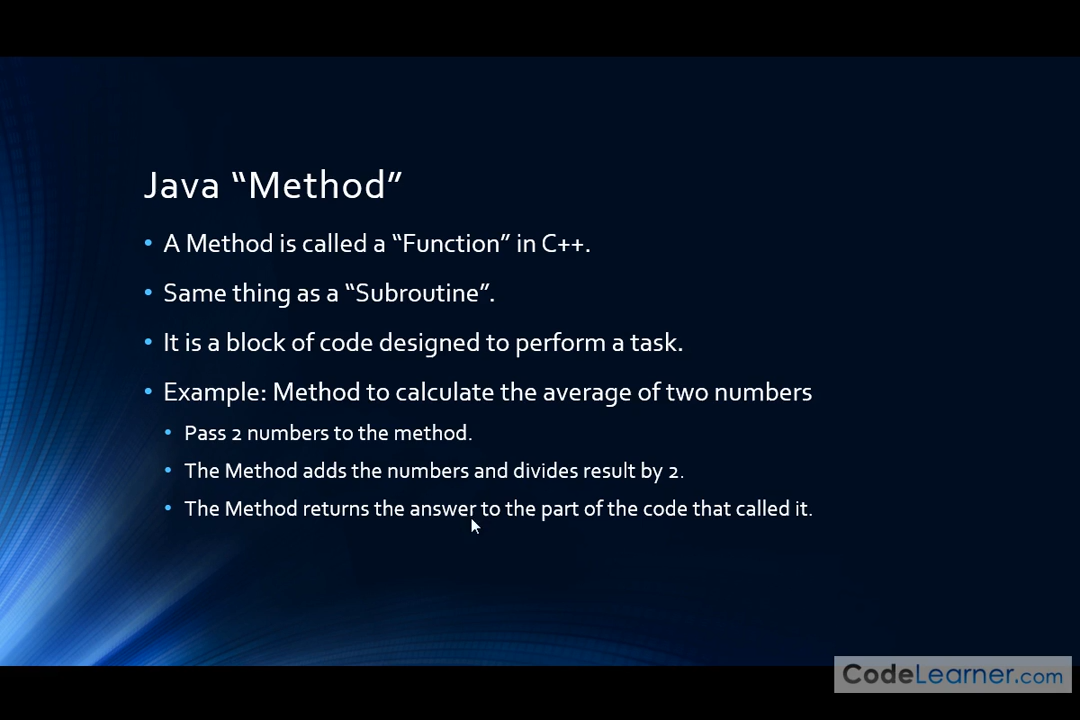 Java “Method”
• A Method is called a “Function” in C++.
• Same thing as a “Subroutine”.
• It is a block of code designed to perform a task.
• Example: Method to calculate the average of two numbers
• Pass 2 numbers to the method.
• The Method adds the numbers and divides result by 2.
• The Method returns the answer to the part of the code that called it.
CodeLearner.com